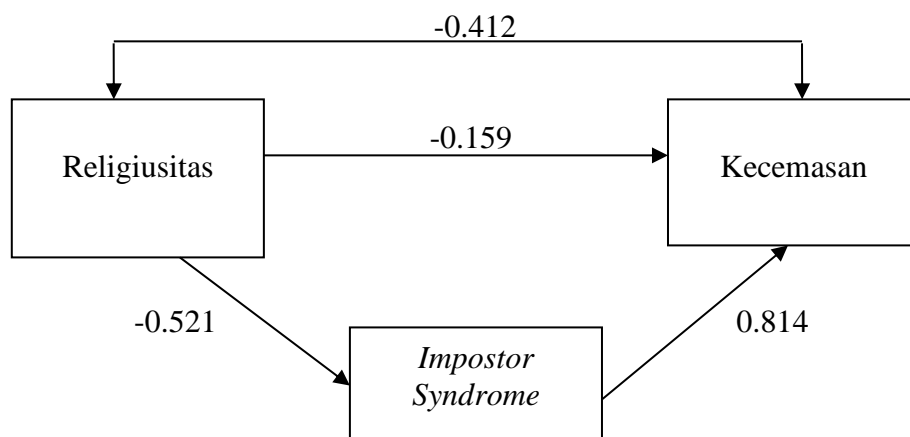 -0.412
Religiusitas
-0.159
Kecemasan
-0.521
0.814
Impostor
Syndrome